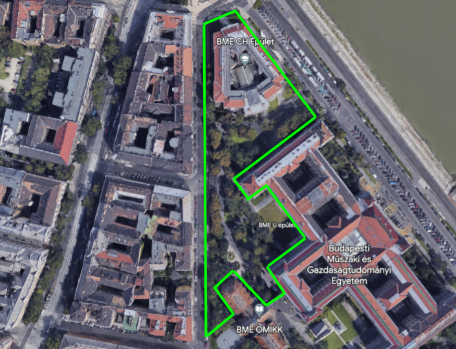 BME CH Épület
BME U épület
Budapesti
Műszaki és
Gazdaságtudományi
Egyetem
BME OMIKK